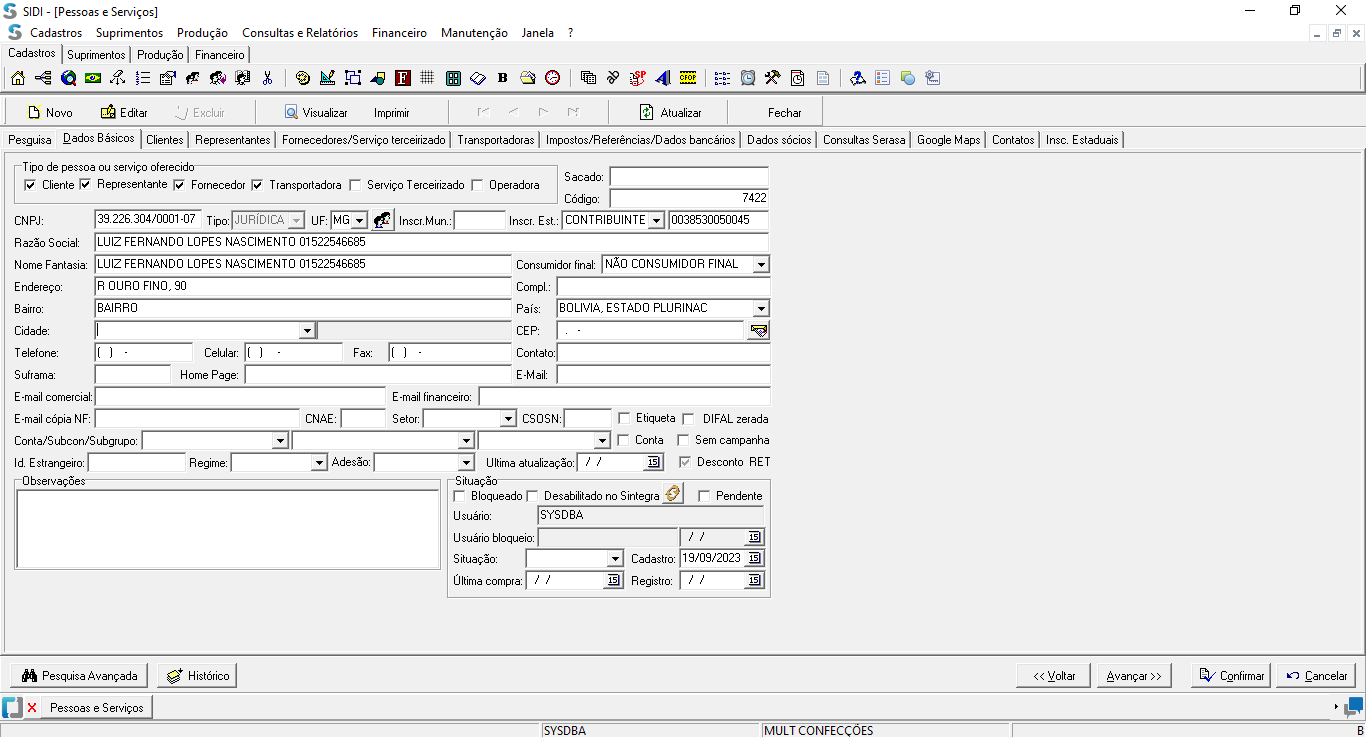 SIDI - [Pessoas e Serviços]
Cadastros Suprimentos Produção Consultas e Relatórios Financeiro Manutenção Janela ?
Cadastros Suprimentos Produção Financeiro
Novo Editar Excluir Visualizar Imprimir Atualizar Fechar
Pesquisa Dados Básicos Clientes Representantes Fornecedores/Serviço terceirizado Transportadoras Impostos/Referências/Dados bancários Dados sócios Consultas Serasa Google Maps Contatos Insc. Estaduais
Tipo de pessoa ou serviço oferecido
Cliente Representante Fornecedor Transportadora Serviço Terceirizado Operadora
Sacado:
Código: 7422
CNPJ: 39.226.304/0001-07 Tipo: JURÍDICA UF: MG Inscr.Mun.: Inscr. Est.: CONTRIBUINTE 0038530050045
Razão Social: LUIZ FERNANDO LOPES NASCIMENTO 01522546685
Nome Fantasia: LUIZ FERNANDO LOPES NASCIMENTO 01522546685 Consumidor final: NÃO CONSUMIDOR FINAL
Endereço: R OURO FINO, 90 Compl.:
Bairro: BAIRRO País: BOLIVIA, ESTADO PLURINAC
Cidade: CEP: . -
Telefone: ( ) - Celular: ( ) - Fax: ( ) - Contato:
Suframa: Home Page: E-Mail:
E-mail comercial: E-mail financeiro:
E-mail cópia NF: CNAE: Setor: CSOSN: Etiqueta DIFAL zerada
Conta/Subcon/Subgrupo: Conta Sem campanha
Id. Estrangeiro: Regime: Adesão: Ultima atualização: / / 15 Desconto RET
Observações
Situação
Bloqueado Desabilitado no Sintegra Pendente
Usuário: SYSDBA
Usuário bloqueio: / / 15
Situação: Cadastro: 19/09/2023 15
Última compra: / / 15 Registro: / / 15
Pesquisa Avançada Histórico << Voltar Avançar >> Confirmar Cancelar
Pessoas e Serviços
SYSDBA MULT CONFECÇÕES B